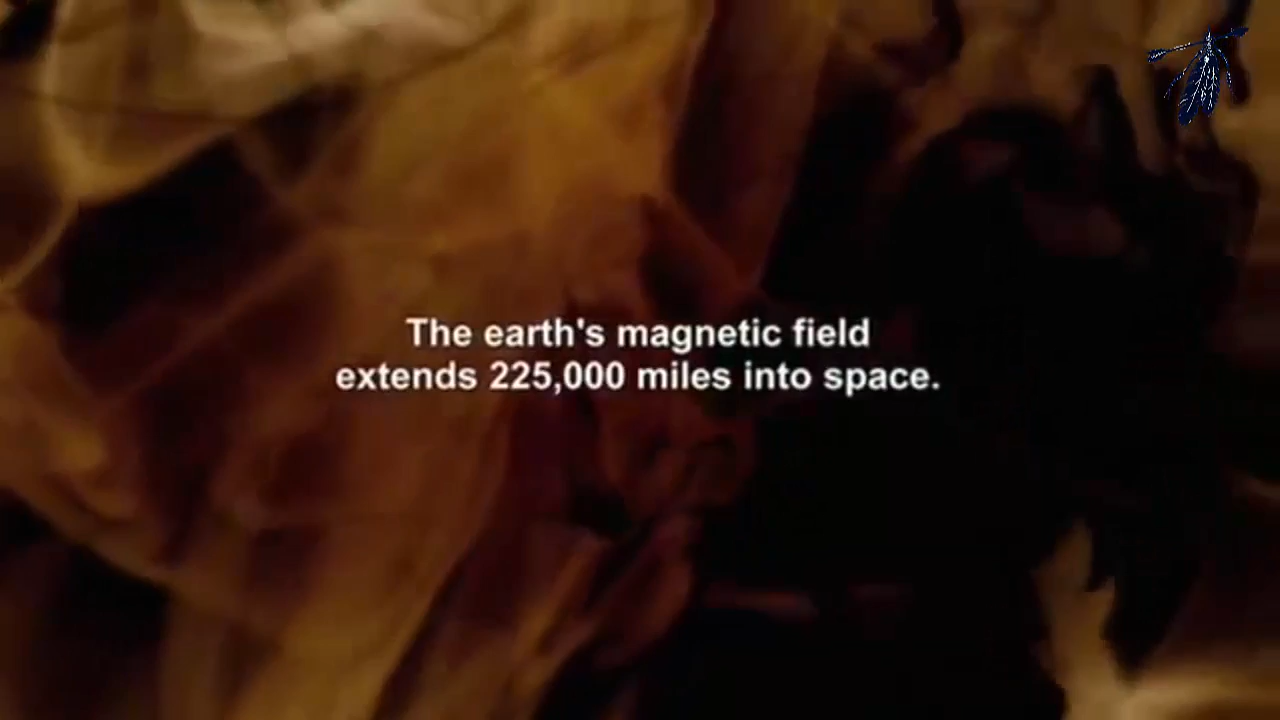 The earth's magnetic field
extends 225,000 miles into space.